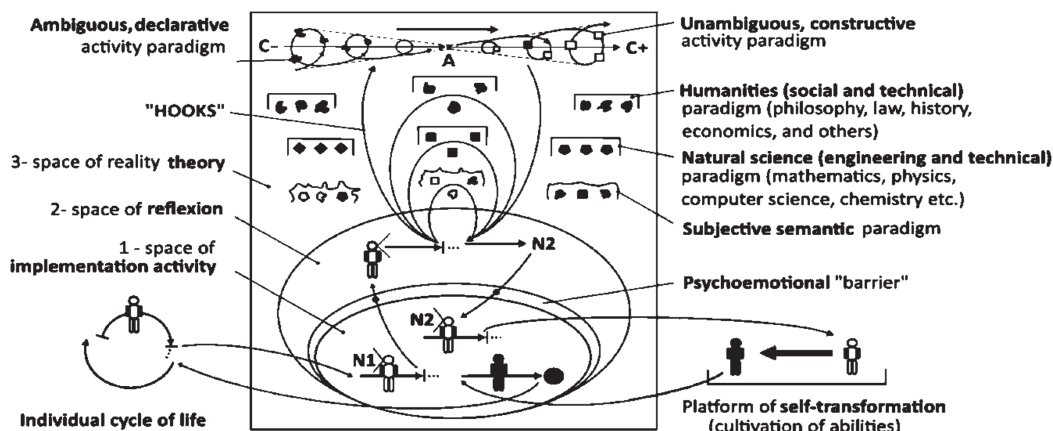 Ambiguous, declarative
activity paradigm
"HOOKS"
3- space of reality theory
2- space of reflexion
1 - space of
implementation activity
Individual cycle of life
C-
A
C+
N2
N2
N1
Unambiguous, constructive
activity paradigm
Humanities (social and technical)
paradigm (philosophy, law, history,
economics, and others)
Natural science (engineering and technical)
paradigm (mathematics, physics,
computer science, chemistry etc.)
Subjective semantic paradigm
Psychoemotional "barrier"
Platform of self-transformation
(cultivation of abilities)